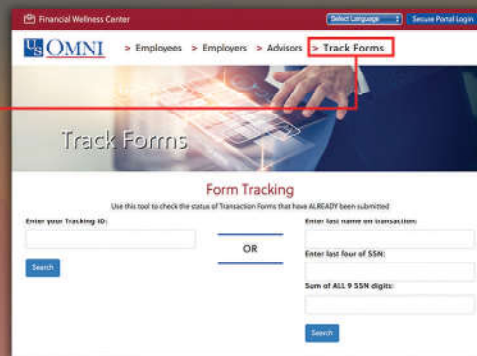 Financial Wellness Center
Select Language
Secure Portal Login
US OMNI
> Employees > Employers > Advisors > Track Forms
Track Forms
Form Tracking
Use this tool to check the status of Transaction Forms that have ALREADY been submitted
Enter your Tracking ID:
Search
OR
Enter last name on transaction:
Enter last four of SSN:
Sum of ALL 9 SSN digits:
Search